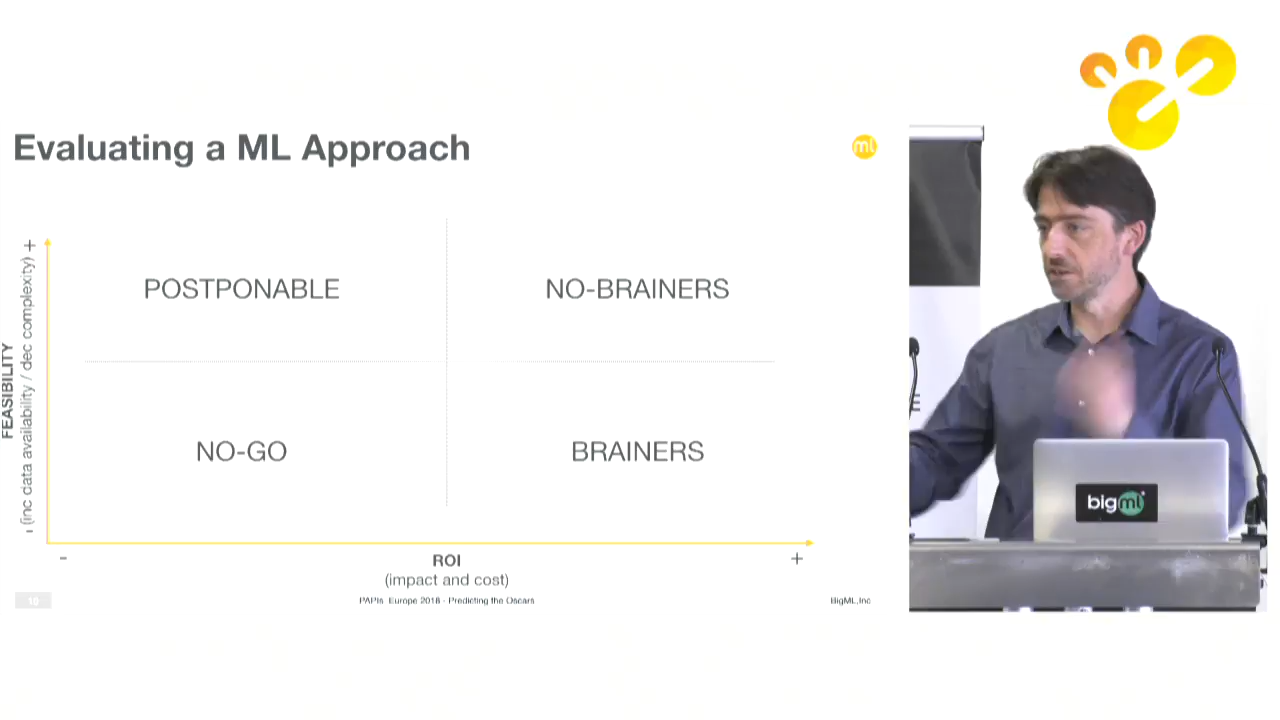 Evaluating a ML Approach
ml
+
POSTPONABLE
NO-BRAINERS
FEASIBILITY
(inc data availability / dec complexity)
NO-GO
BRAINERS
-
-
ROI
+
(impact and cost)
10
PAPIs Europe 2018 - Predicting the Oscars
BigML,Inc
bigml
E